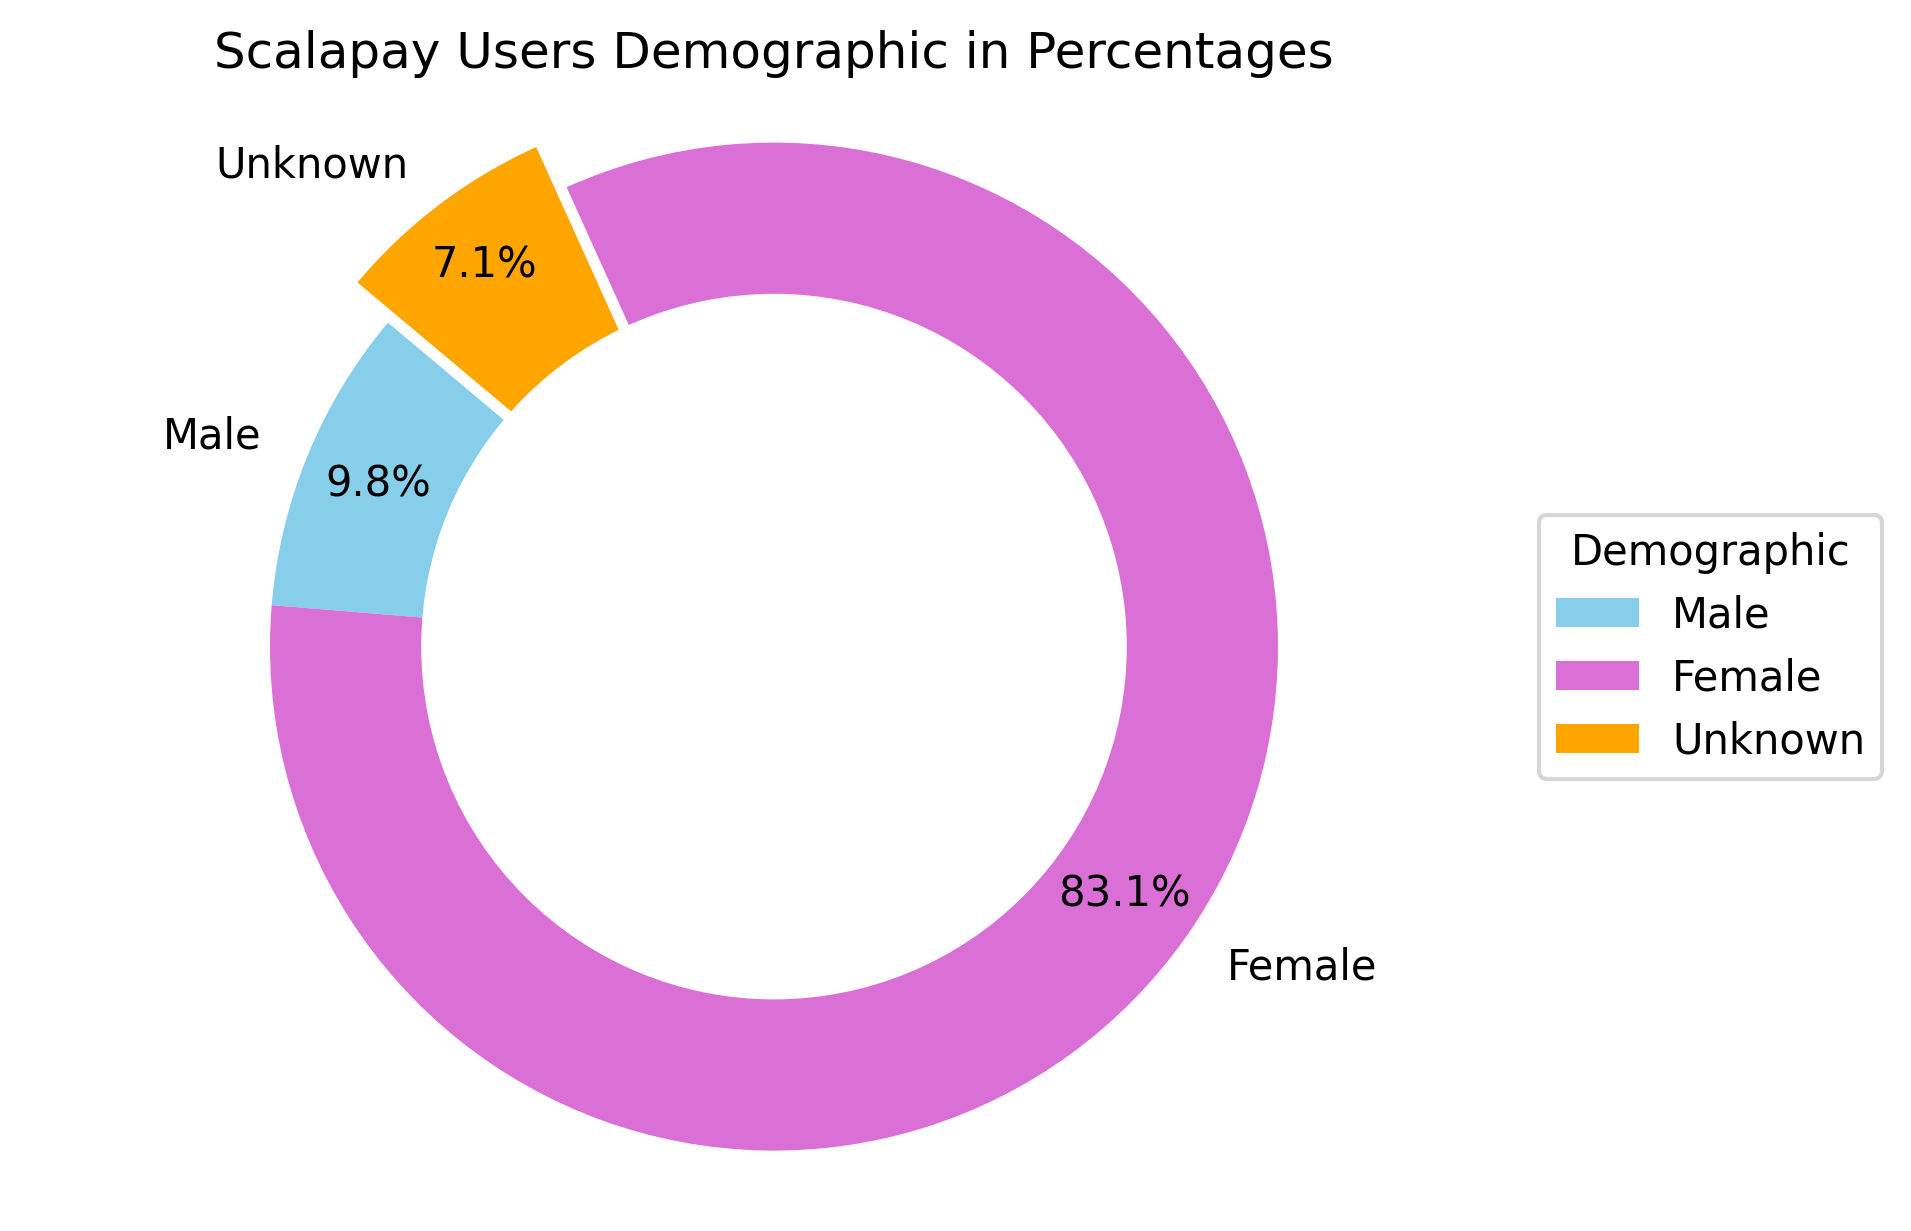 Scalapay Users Demographic in Percentages
Unknown
7.1%
Male
9.8%
83.1%
Female
Demographic
Male
Female
Unknown